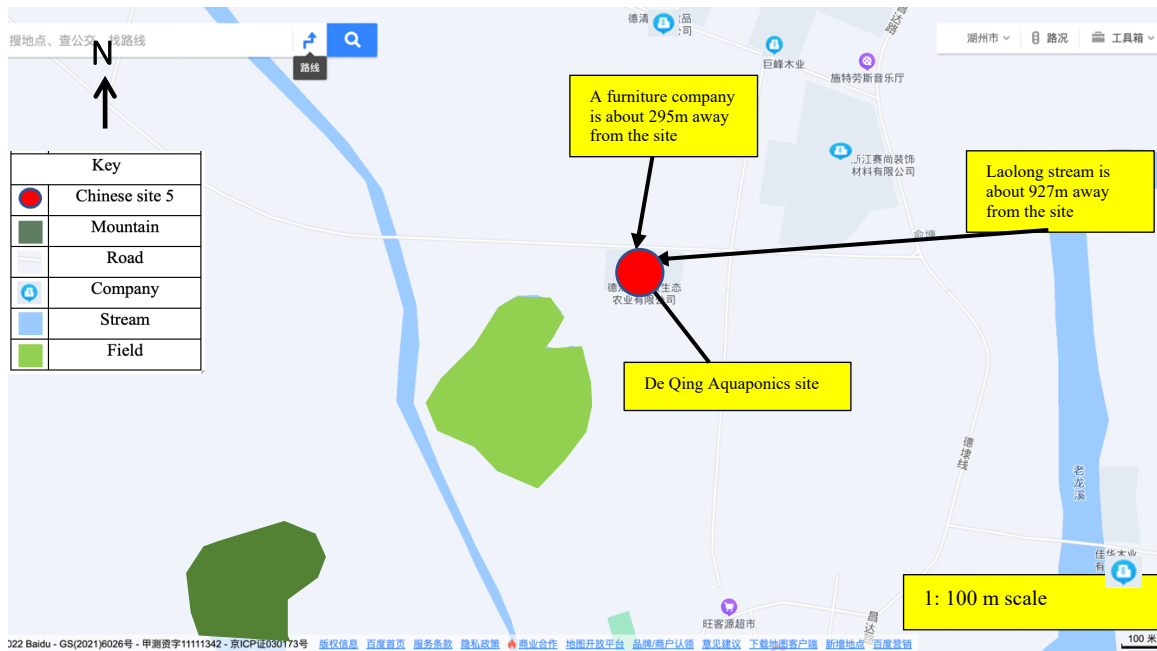 搜地点、查公交、找路线
N
路线
德清
品
公司
巨峰木业
昌达路
施特劳斯音乐厅
湖州市
路况
工具箱
A furniture company
is about 295m away
from the site
浙江赛尚装饰
材料有限公司
Laolong stream is
about 927m away
from the site
Key
Chinese site 5
Mountain
Road
Company
Stream
Field
俞塘
德清
生态
农业有限公司
De Qing Aquaponics site
德埭线
老龙溪
佳华木业
有
1: 100 m scale
旺客源超市
昌达
100 米
022 Baidu - GS(2021)6026号 - 甲测资字11111342 - 京ICP证030173号 版权信息 百度首页 服务条款 隐私政策 商业合作 地图开放平台 品牌/商户认领 意见建议 下载地图客户端 新增地点 百度营销